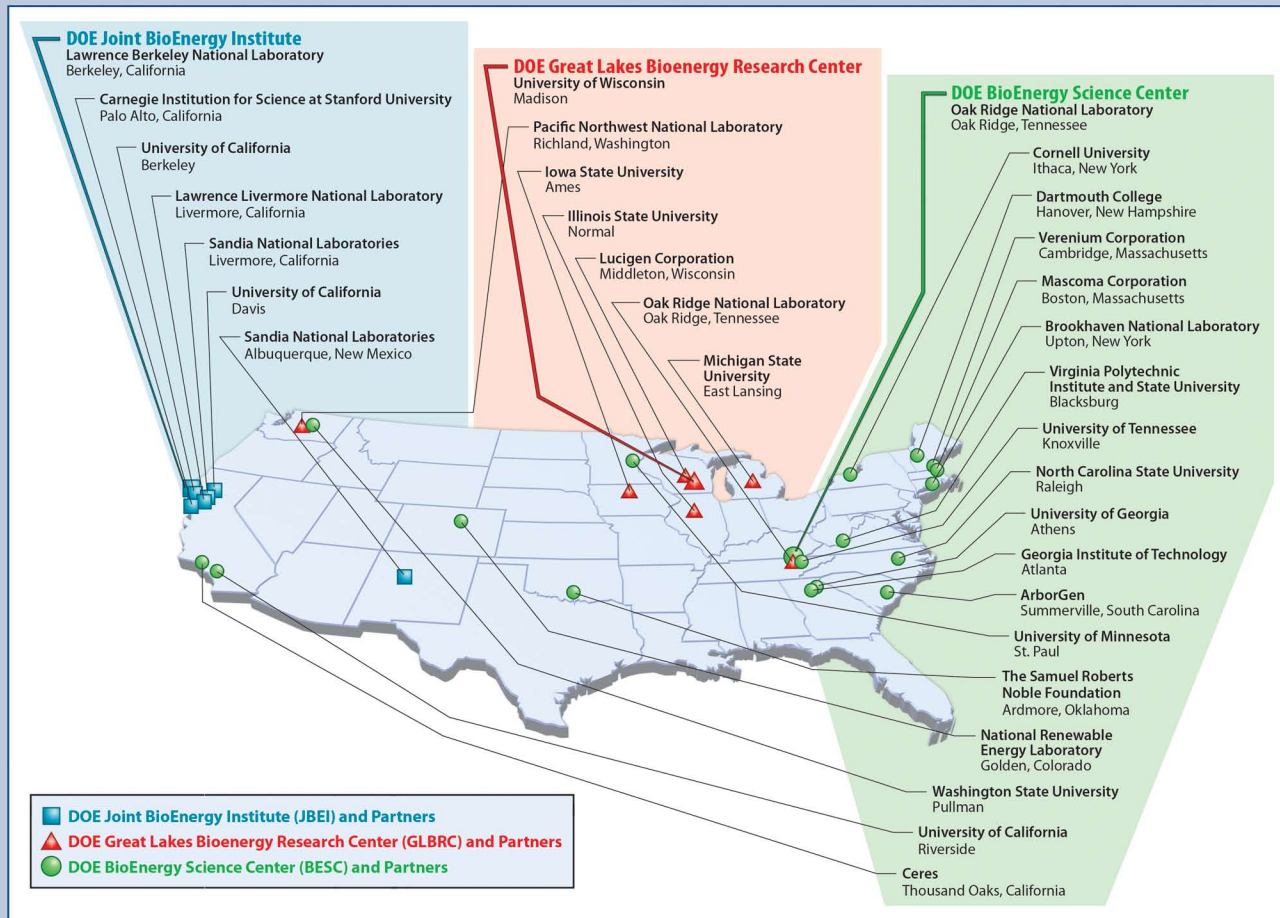 DOE Joint BioEnergy Institute
Lawrence Berkeley National Laboratory
Berkeley, California
Carnegie Institution for Science at Stanford University
Palo Alto, California
University of California
Berkeley
Lawrence Livermore National Laboratory
Livermore, California
Sandia National Laboratories
Livermore, California
University of California
Davis
Sandia National Laboratories
Albuquerque, New Mexico
DOE Great Lakes Bioenergy Research Center
University of Wisconsin
Madison
Pacific Northwest National Laboratory
Richland, Washington
Iowa State University
Ames
Illinois State University
Normal
Lucigen Corporation
Middleton, Wisconsin
Oak Ridge National Laboratory
Oak Ridge, Tennessee
Michigan State
University
East Lansing
DOE BioEnergy Science Center
Oak Ridge National Laboratory
Oak Ridge, Tennessee
Cornell University
Ithaca, New York
Dartmouth College
Hanover, New Hampshire
Verenium Corporation
Cambridge, Massachusetts
Mascoma Corporation
Boston, Massachusetts
Brookhaven National Laboratory
Upton, New York
Virginia Polytechnic
Institute and State University
Blacksburg
University of Tennessee
Knoxville
North Carolina State University
Raleigh
University of Georgia
Athens
Georgia Institute of Technology
Atlanta
ArborGen
Summerville, South Carolina
University of Minnesota
St. Paul
The Samuel Roberts
Noble Foundation
Ardmore, Oklahoma
National Renewable
Energy Laboratory
Golden, Colorado
Washington State University
Pullman
University of California
Riverside
Ceres
Thousand Oaks, California
DOE Joint BioEnergy Institute (JBEI) and Partners
DOE Great Lakes Bioenergy Research Center (GLBRC) and Partners
DOE BioEnergy Science Center (BESC) and Partners